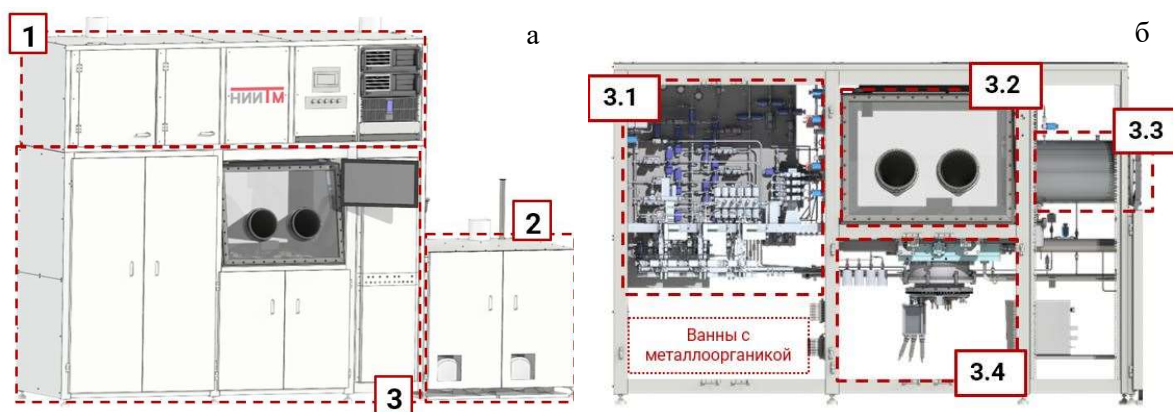 1
а
НИИТМ
2
3
б
3.1
3.2
3.3
Ванны с
металлоорганикой
3.4